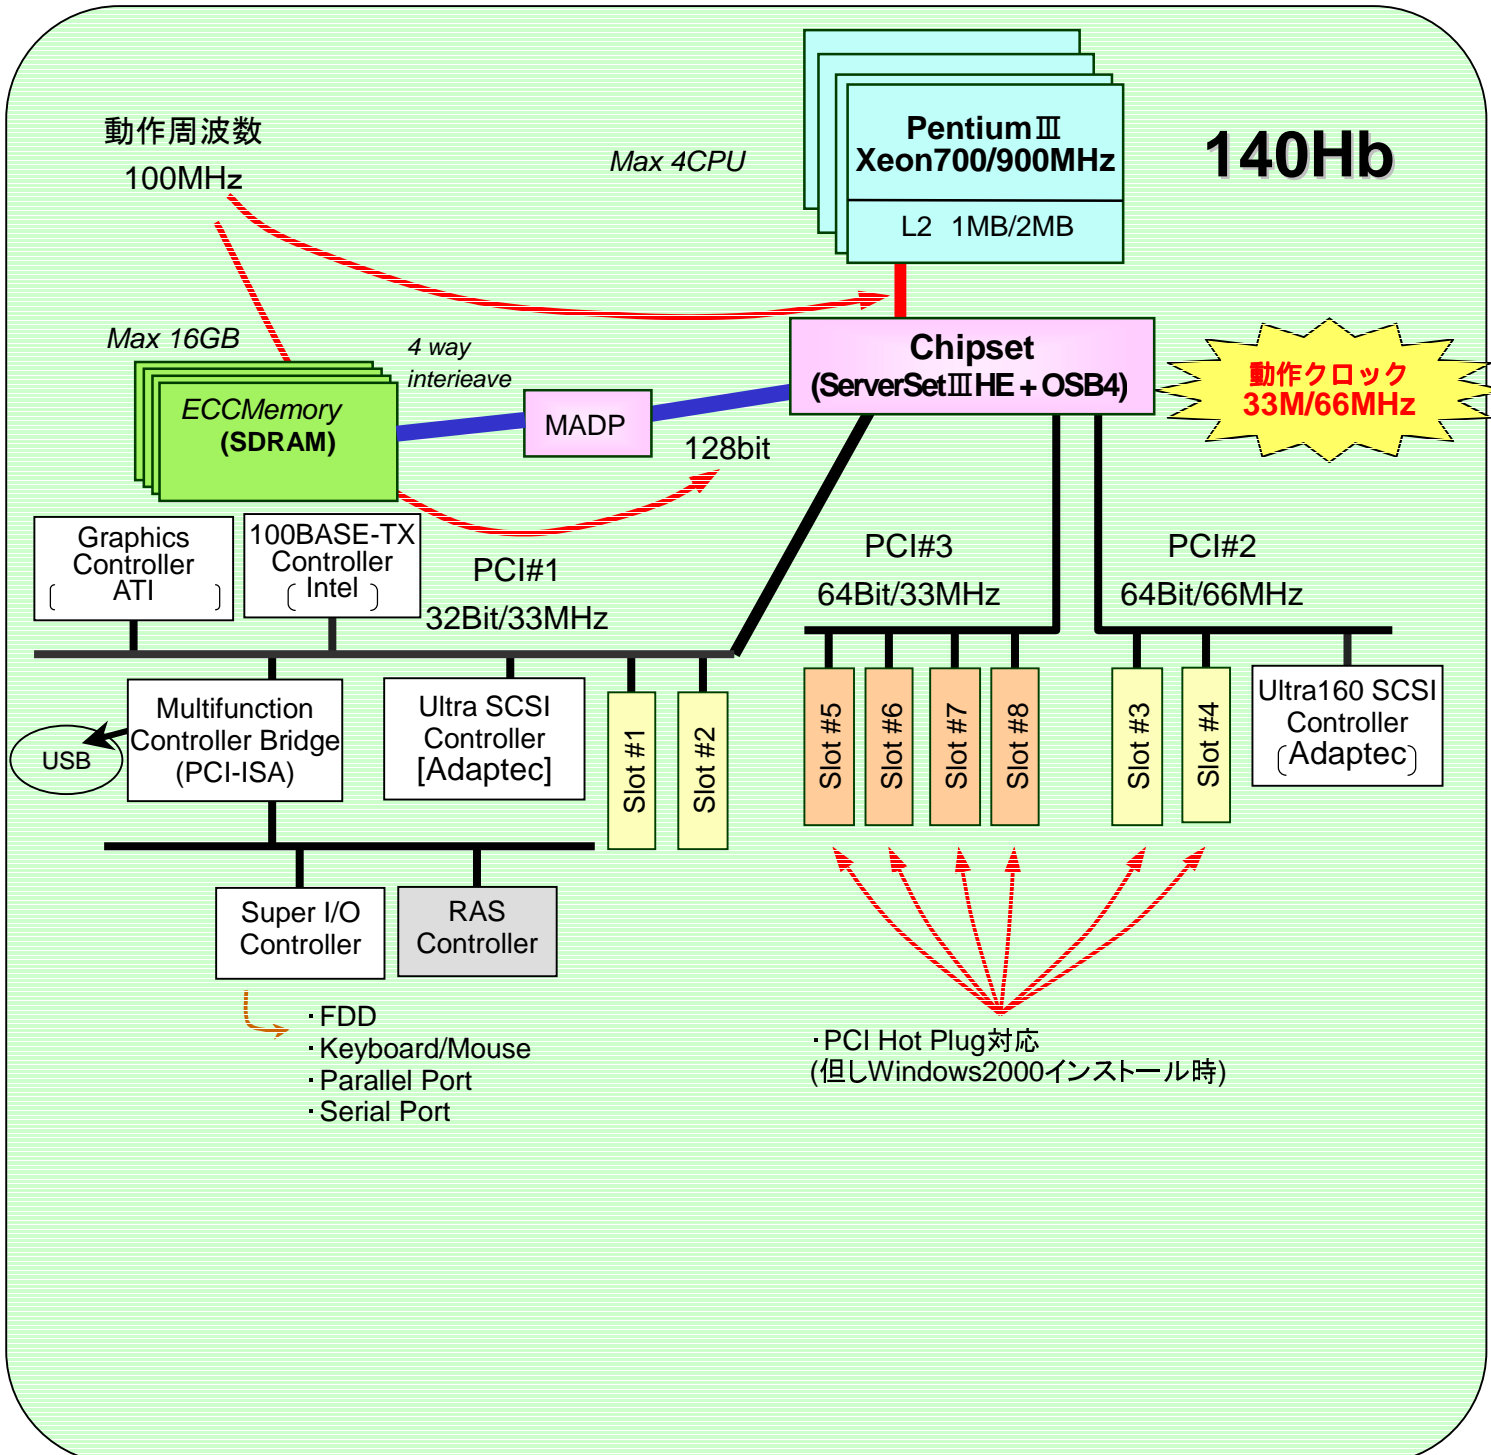 動作周波数
100MHz
Max 4CPU
PentiumⅢ
Xeon700/900MHz
L2 1MB/2MB
140Hb
Max 16GB
4 way
interieave
ECCMemory
(SDRAM)
MADP
128bit
Chipset
(ServerSetⅢHE + OSB4)
動作クロック
33M/66MHz
Graphics
Controller
[ ATI ]
100BASE-TX
Controller
[ Intel ]
PCI#1
32Bit/33MHz
PCI#3
64Bit/33MHz
PCI#2
64Bit/66MHz
USB
Multifunction
Controller Bridge
(PCI-ISA)
Ultra SCSI
Controller
[Adaptec]
Slot #1
Slot #2
Slot #5
Slot #6
Slot #7
Slot #8
Slot #3
Slot #4
Ultra160 SCSI
Controller
[Adaptec]
Super I/O
Controller
RAS
Controller
・FDD
・Keyboard/Mouse
・Parallel Port
・Serial Port
・PCI Hot Plug対応
(但しWindows2000インストール時)